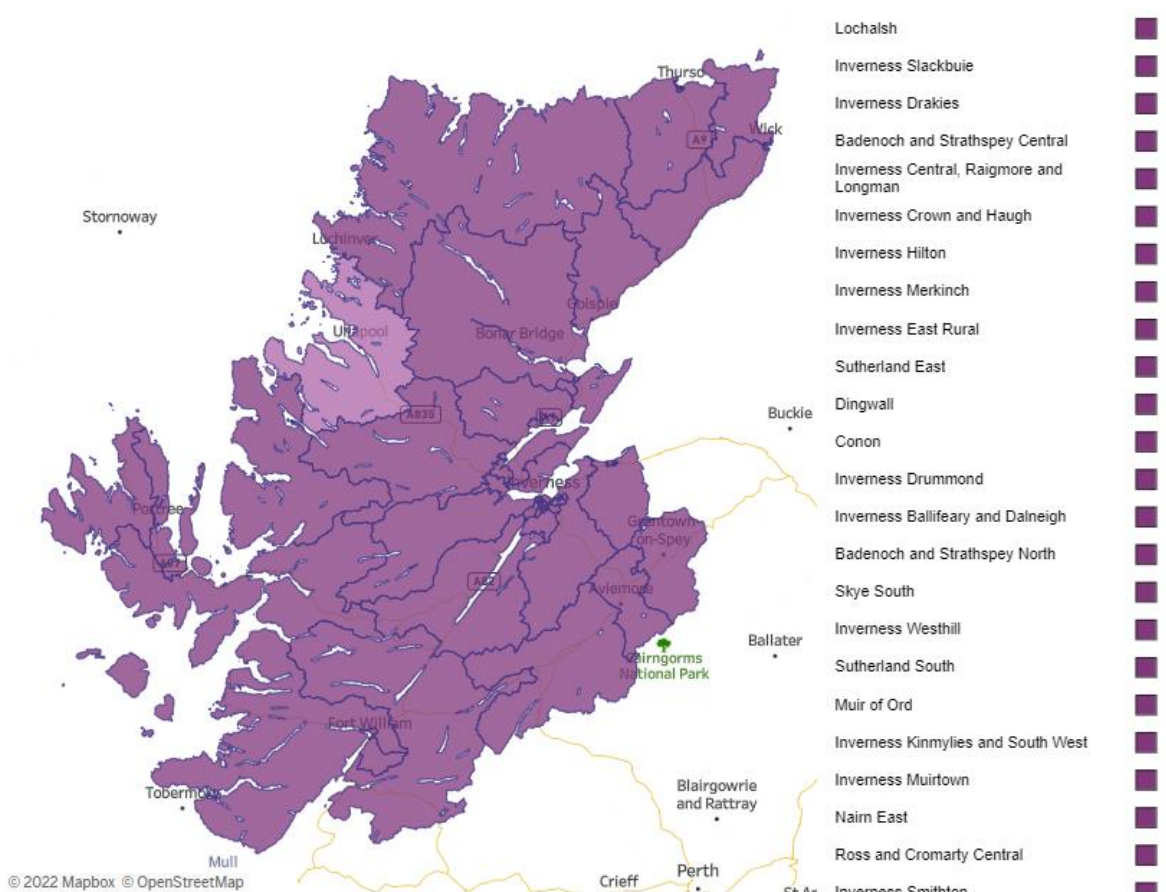 Thurso
A9
Wick
Stornoway
Lochinver
Golspie
Ullapool
Bonar Bridge
A835
Buckie
Inverness
Portree
Grantown-
on-Spey
A87
A82
Aviemore
Ballater
Cairngorms
National Park
Fort William
Tobermory
Blairgowrie
and Rattray
Mull
Perth
Crieff
© 2022 Mapbox © OpenStreetMap
Lochalsh
Inverness Slackbuie
Inverness Drakies
Badenoch and Strathspey Central
Inverness Central, Raigmore and
Longman
Inverness Crown and Haugh
Inverness Hilton
Inverness Merkinch
Inverness East Rural
Sutherland East
Dingwall
Conon
Inverness Drummond
Inverness Ballifeary and Dalneigh
Badenoch and Strathspey North
Skye South
Inverness Westhill
Sutherland South
Muir of Ord
Inverness Kinmylies and South West
Inverness Muirtown
Nairn East
Ross and Cromarty Central
Inverness Smithton